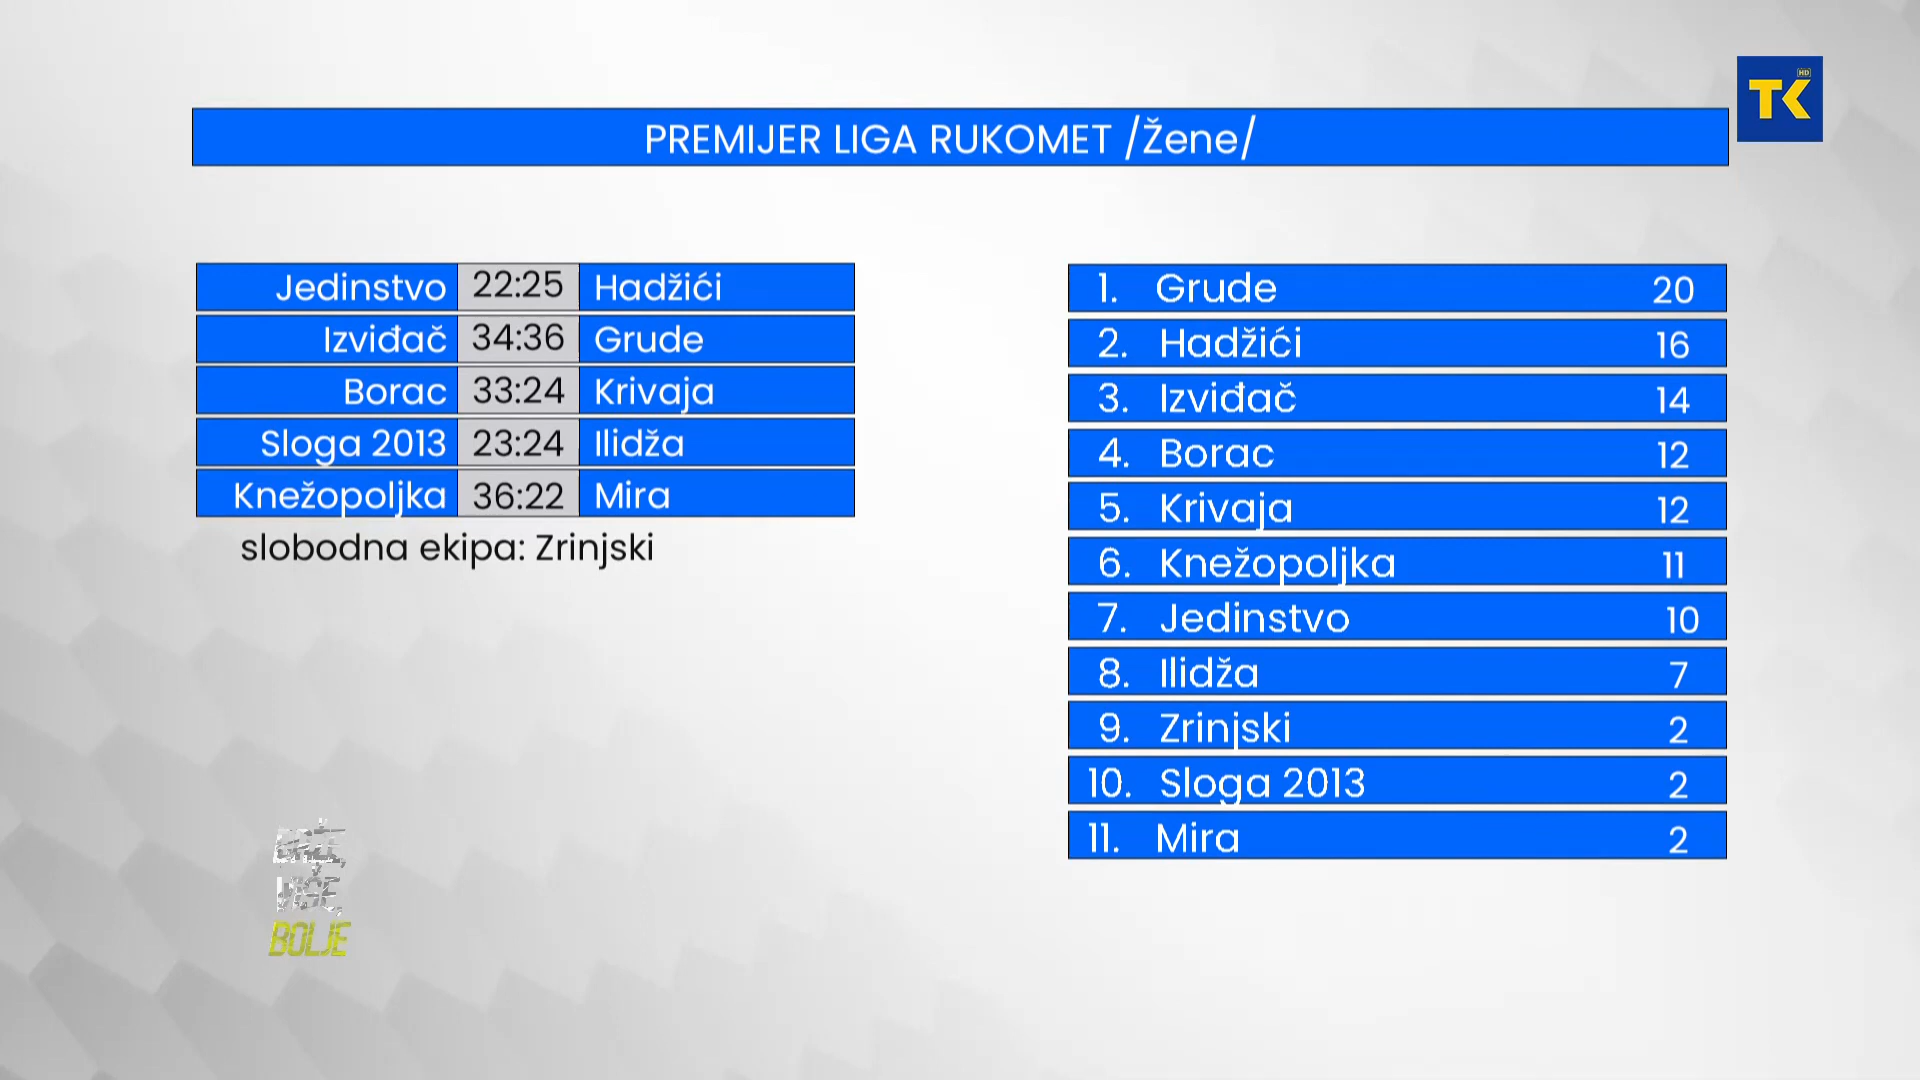 TK HD
PREMIJER LIGA RUKOMET /Žene/
Jedinstvo 22:25 Hadžići
Izviđač 34:36 Grude
Borac 33:24 Krivaja
Sloga 2013 23:24 Ilidža
Knežopoljka 36:22 Mira
slobodna ekipa: Zrinjski
1. Grude 20
2. Hadžići 16
3. Izviđač 14
4. Borac 12
5. Krivaja 12
6. Knežopoljka 11
7. Jedinstvo 10
8. Ilidža 7
9. Zrinjski 2
10. Sloga 2013 2
11. Mira 2
BRŽE,
VIŠE,
BOLJE